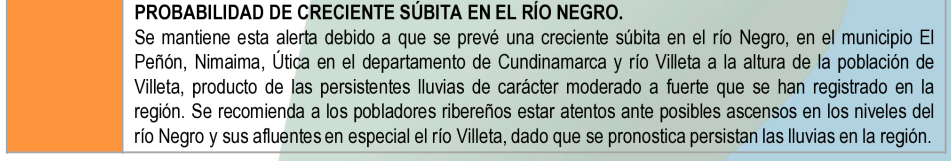 PROBABILIDAD DE CRECIENTE SÚBITA EN EL RÍO NEGRO.
Se mantiene esta alerta debido a que se prevé una creciente súbita en el río Negro, en el municipio El
Peñón, Nimaima, Útica en el departamento de Cundinamarca y río Villeta a la altura de la población de
Villeta, producto de las persistentes lluvias de carácter moderado a fuerte que se han registrado en la
región. Se recomienda a los pobladores ribereños estar atentos ante posibles ascensos en los niveles del
río Negro y sus afluentes en especial el río Villeta, dado que se pronostica persistan las lluvias en la región.